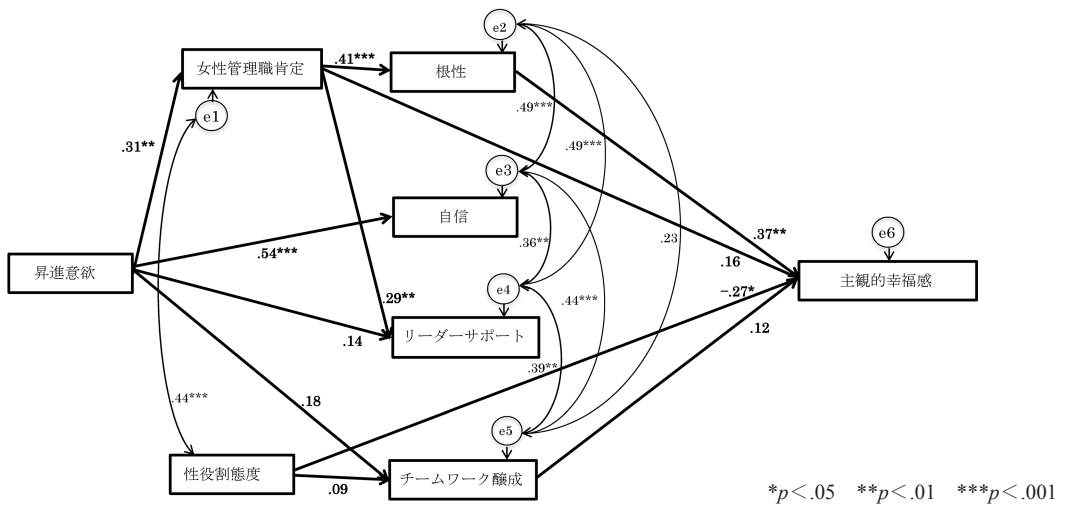 e2
女性管理職肯定
.41***
根性
e1
.49***
.31**
.49***
e3
自信
.54***
.36**
.23
.37**
e6
.16
昇進意欲
主観的幸福感
e4
.29**
.44***
-.27*
リーダーサポート
.14
.12
.39**
.44***
.18
e5
性役割態度
チームワーク醸成
.09
*p<.05 **p<.01 ***p<.001